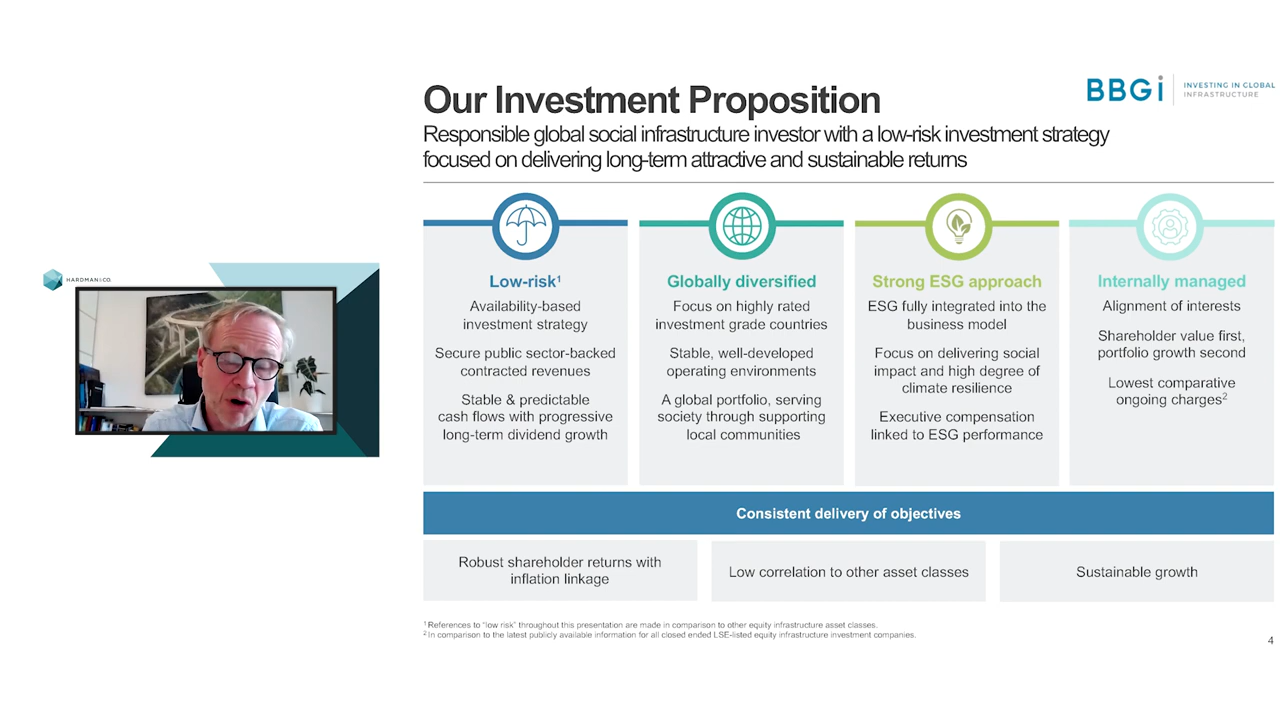 Our Investment Proposition
BBGi
INVESTING IN GLOBAL
INFRASTRUCTURE
Responsible global social infrastructure investor with a low-risk investment strategy
focused on delivering long-term attractive and sustainable returns
HARDMAN&CO.
Low-risk¹
Availability-based
investment strategy
Secure public sector-backed
contracted revenues
Stable & predictable
cash flows with progressive
long-term dividend growth
Globally diversified
Focus on highly rated
investment grade countries
Stable, well-developed
operating environments
A global portfolio, serving
society through supporting
local communities
Strong ESG approach
ESG fully integrated into the
business model
Focus on delivering social
impact and high degree of
climate resilience
Executive compensation
linked to ESG performance
Internally managed
Alignment of interests
Shareholder value first,
portfolio growth second
Lowest comparative
ongoing charges²
Consistent delivery of objectives
Robust shareholder returns with
inflation linkage
Low correlation to other asset classes
Sustainable growth
¹ References to “low risk” throughout this presentation are made in comparison to other equity infrastructure asset classes.
² In comparison to the latest publicly available information for all closed ended LSE-listed equity infrastructure investment companies.
4